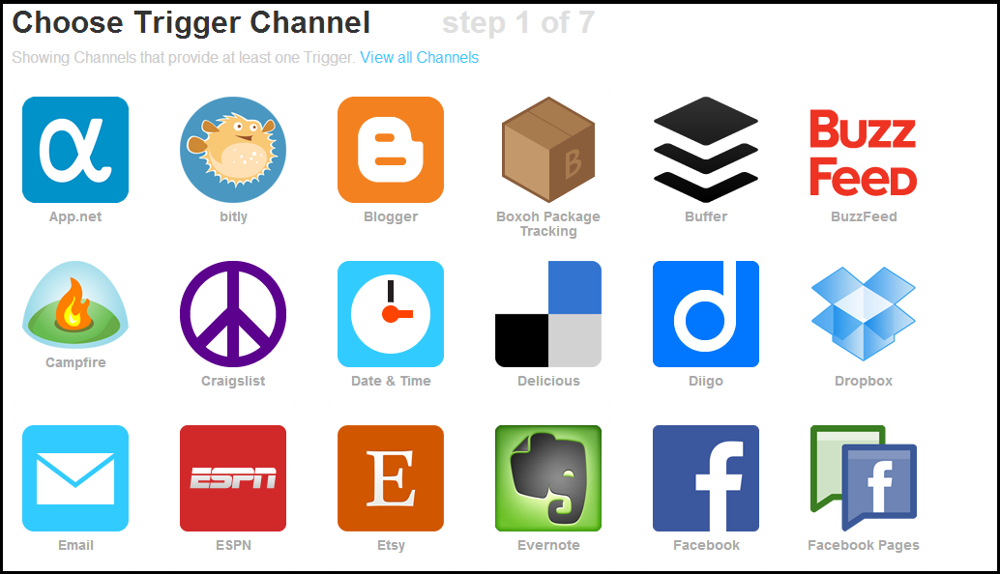 Choose Trigger Channel step 1 of 7
Showing Channels that provide at least one Trigger. View all Channels
BUZZ
FEED
B
App.net bitly Blogger Boxoh Package Buffer BuzzFeed
Tracking
Campfire Craigslist Date & Time Delicious Diigo Dropbox
ESPN
E
f
f
Email ESPN Etsy Evernote Facebook Facebook Pages